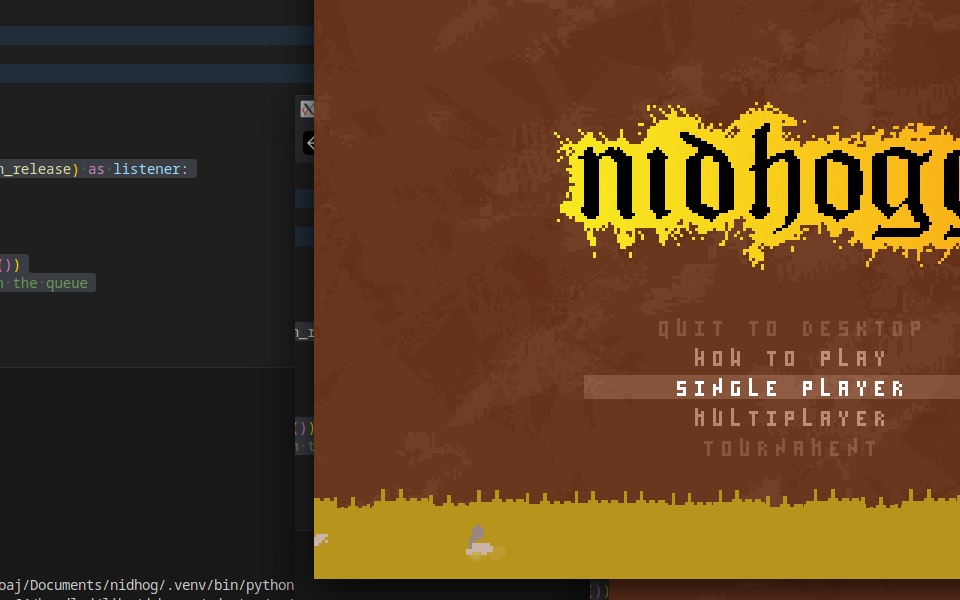 n_release) as listener:
())
n the queue
nidhogg
QUIT TO DESKTOP
HOW TO PLAY
SINGLE PLAYER
MULTIPLAYER
TOURNAMENT
oaj/Documents/nidhog/.venv/bin/python